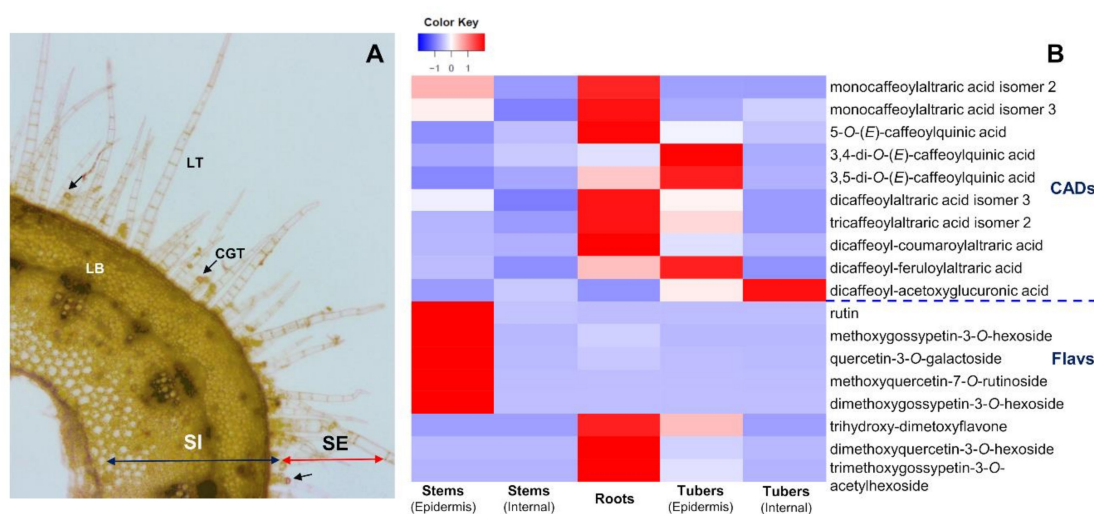 A
LT
CGT
LB
SI
SE
Color Key
-1 0 1
B
monocaffeoylaltraric acid isomer 2
monocaffeoylaltraric acid isomer 3
5-O-(E)-caffeoylquinic acid
3,4-di-O-(E)-caffeoylquinic acid
3,5-di-O-(E)-caffeoylquinic acid
CADs
dicaffeoylaltraric acid isomer 3
tricaffeoylaltraric acid isomer 2
dicaffeoyl-coumaroylaltraric acid
dicaffeoyl-feruloylaltraric acid
dicaffeoyl-acetoxyglucuronic acid
rutin
methoxygossypetin-3-O-hexoside
quercetin-3-O-galactoside
Flavs
methoxyquercetin-7-O-rutinoside
dimethoxygossypetin-3-O-hexoside
trihydroxy-dimetoxyflavone
dimethoxyquercetin-3-O-hexoside
trimethoxygossypetin-3-O-
acetylhexoside
Stems
(Epidermis)
Stems
(Internal)
Roots
Tubers
(Epidermis)
Tubers
(Internal)